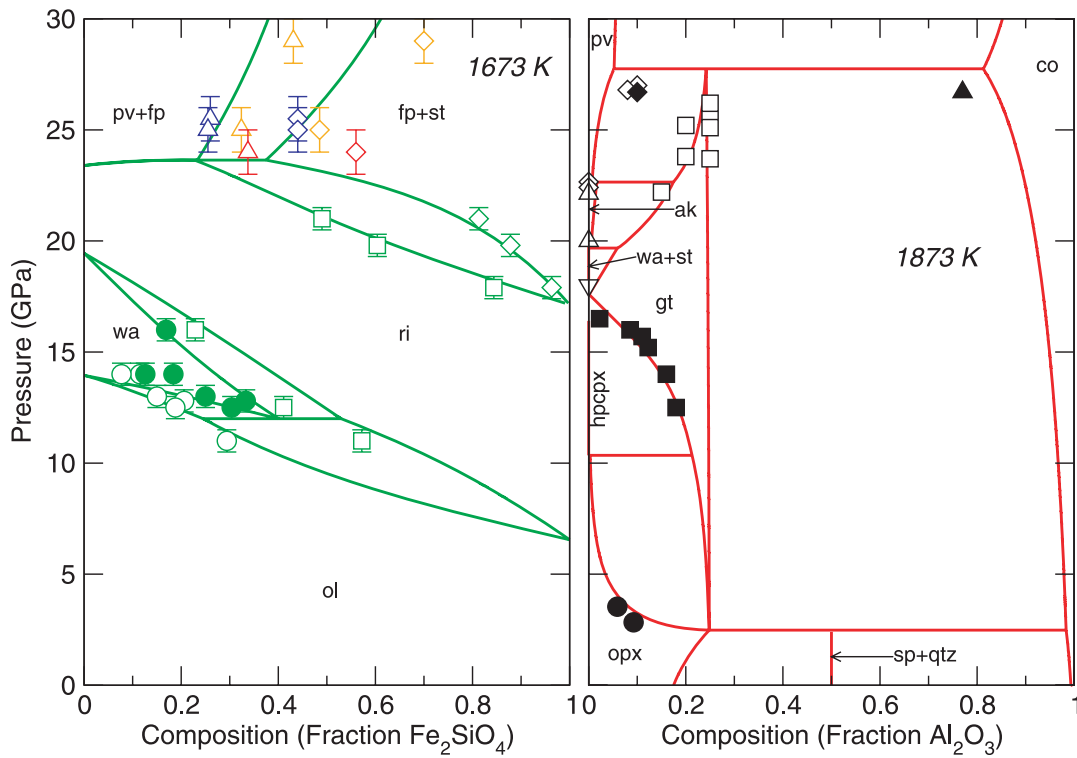 30
25
20
15
10
5
0
Pressure (GPa)
1673 K
pv+fp
fp+st
wa
ri
ol
0 0.2 0.4 0.6 0.8 1
Composition (Fraction Fe2SiO4)
pv
co
ak
wa+st
1873 K
gt
hpcpx
opx
sp+qtz
0 0.2 0.4 0.6 0.8 1
Composition (Fraction Al2O3)